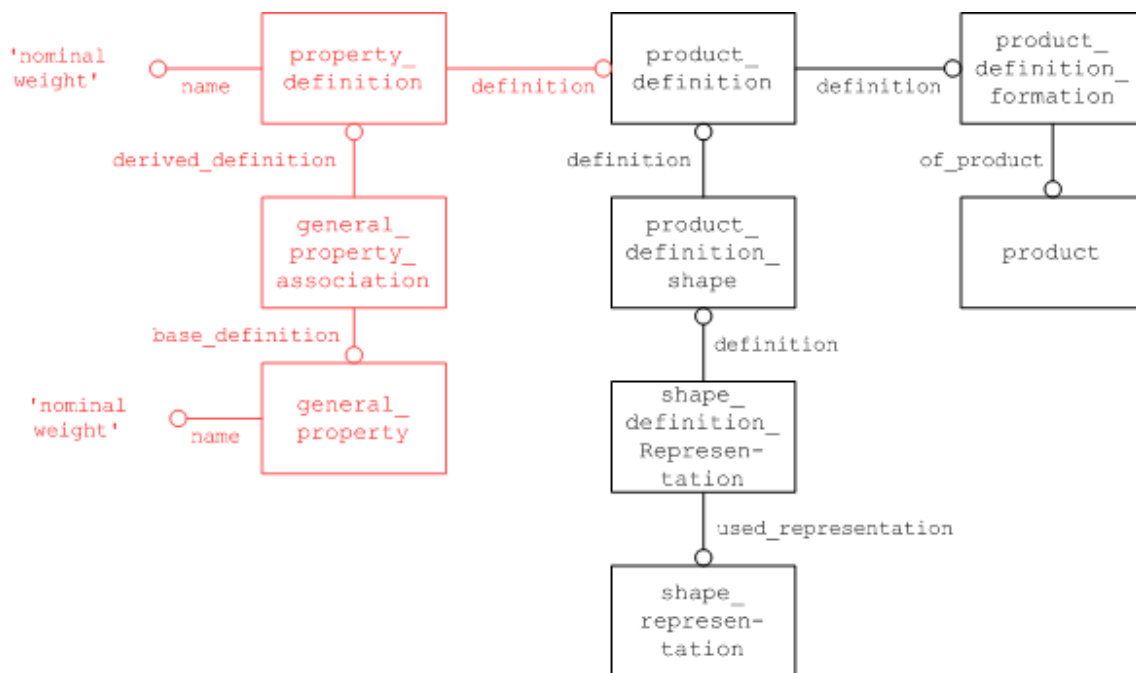 'nominal
weight'
name
property_
definition
definition
product_
definition
definition
product_
definition_
formation
derived_definition
definition
of_product
general_
property_
association
product_
definition_
shape
product
base_definition
definition
'nominal
weight'
name
general_
property
shape_
definition_
Represen-
tation
used_representation
shape_
represen-
tation